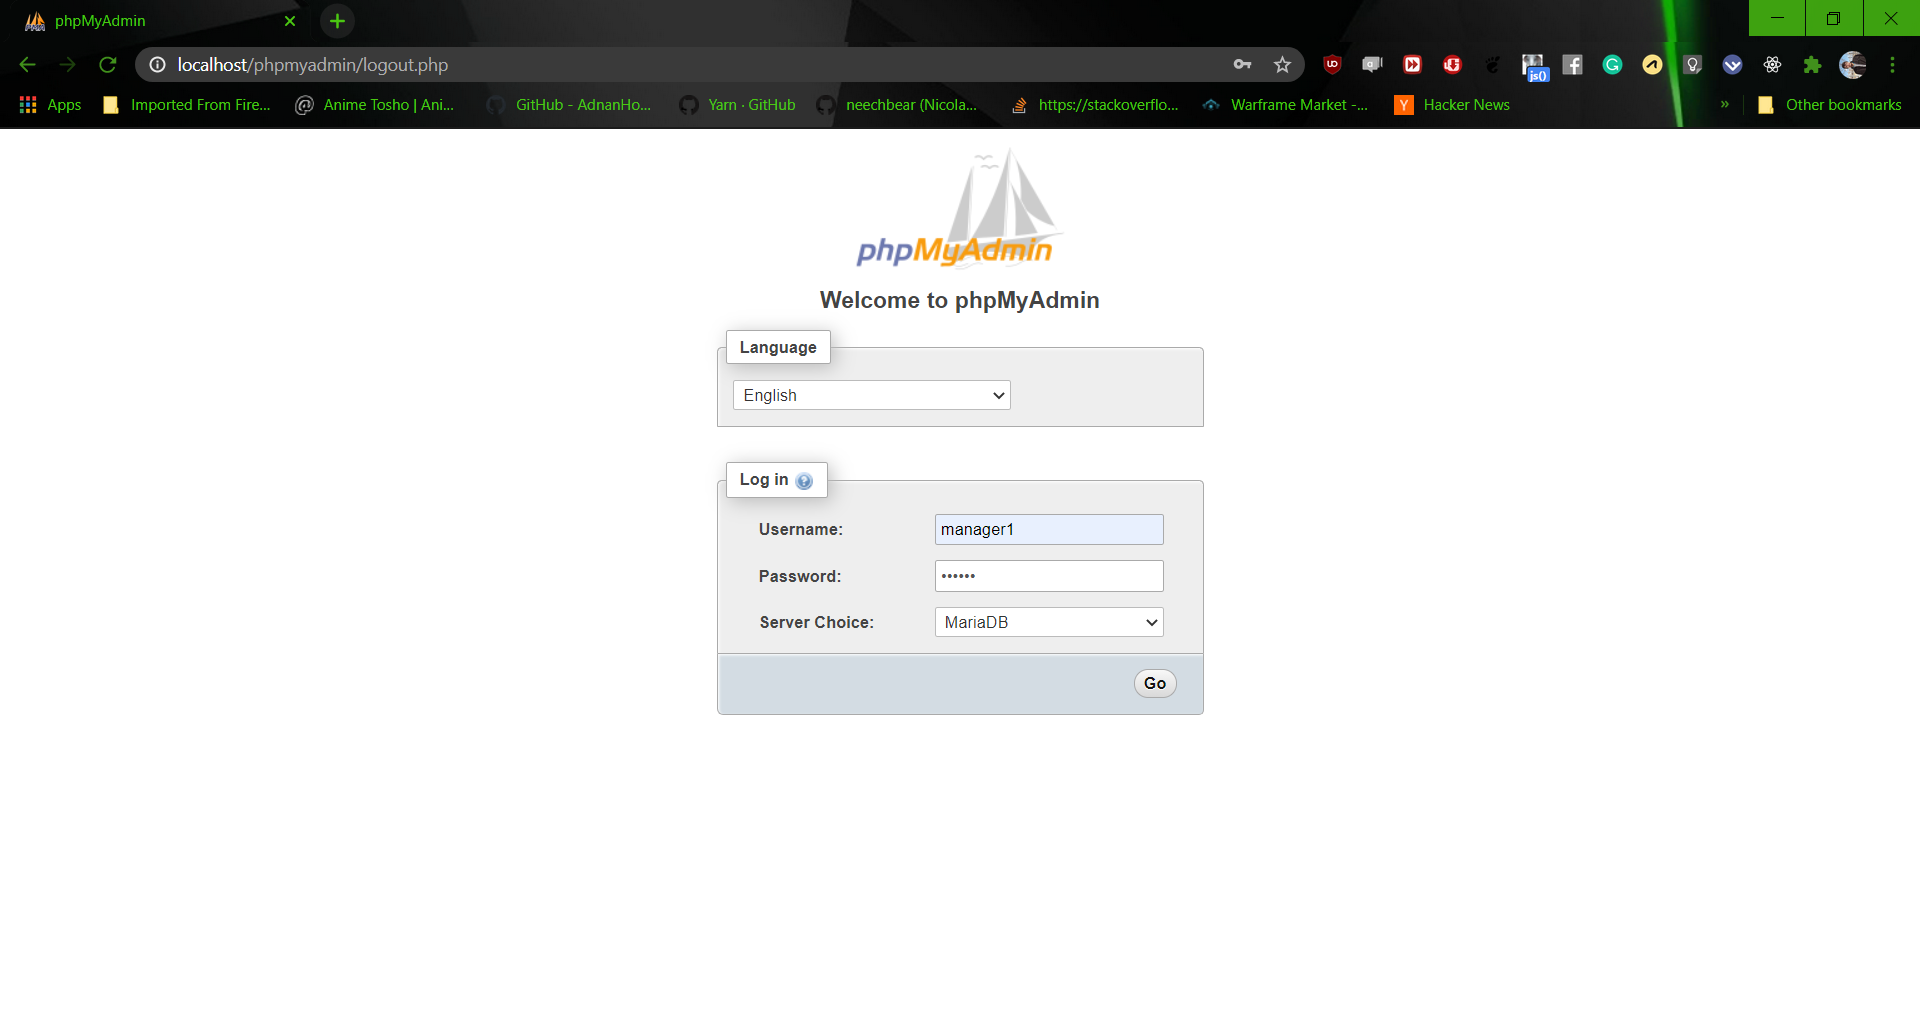 phpMyAdmin
localhost/phpmyadmin/logout.php
Apps Imported From Fire... Anime Tosho | Ani... GitHub - AdnanHo... Yarn · GitHub neechbear (Nicola... https://stackoverflo... Warframe Market -... Hacker News » Other bookmarks
phpMyAdmin
Welcome to phpMyAdmin
Language
English
Log in
Username: manager1
Password: ••••••
Server Choice: MariaDB
Go